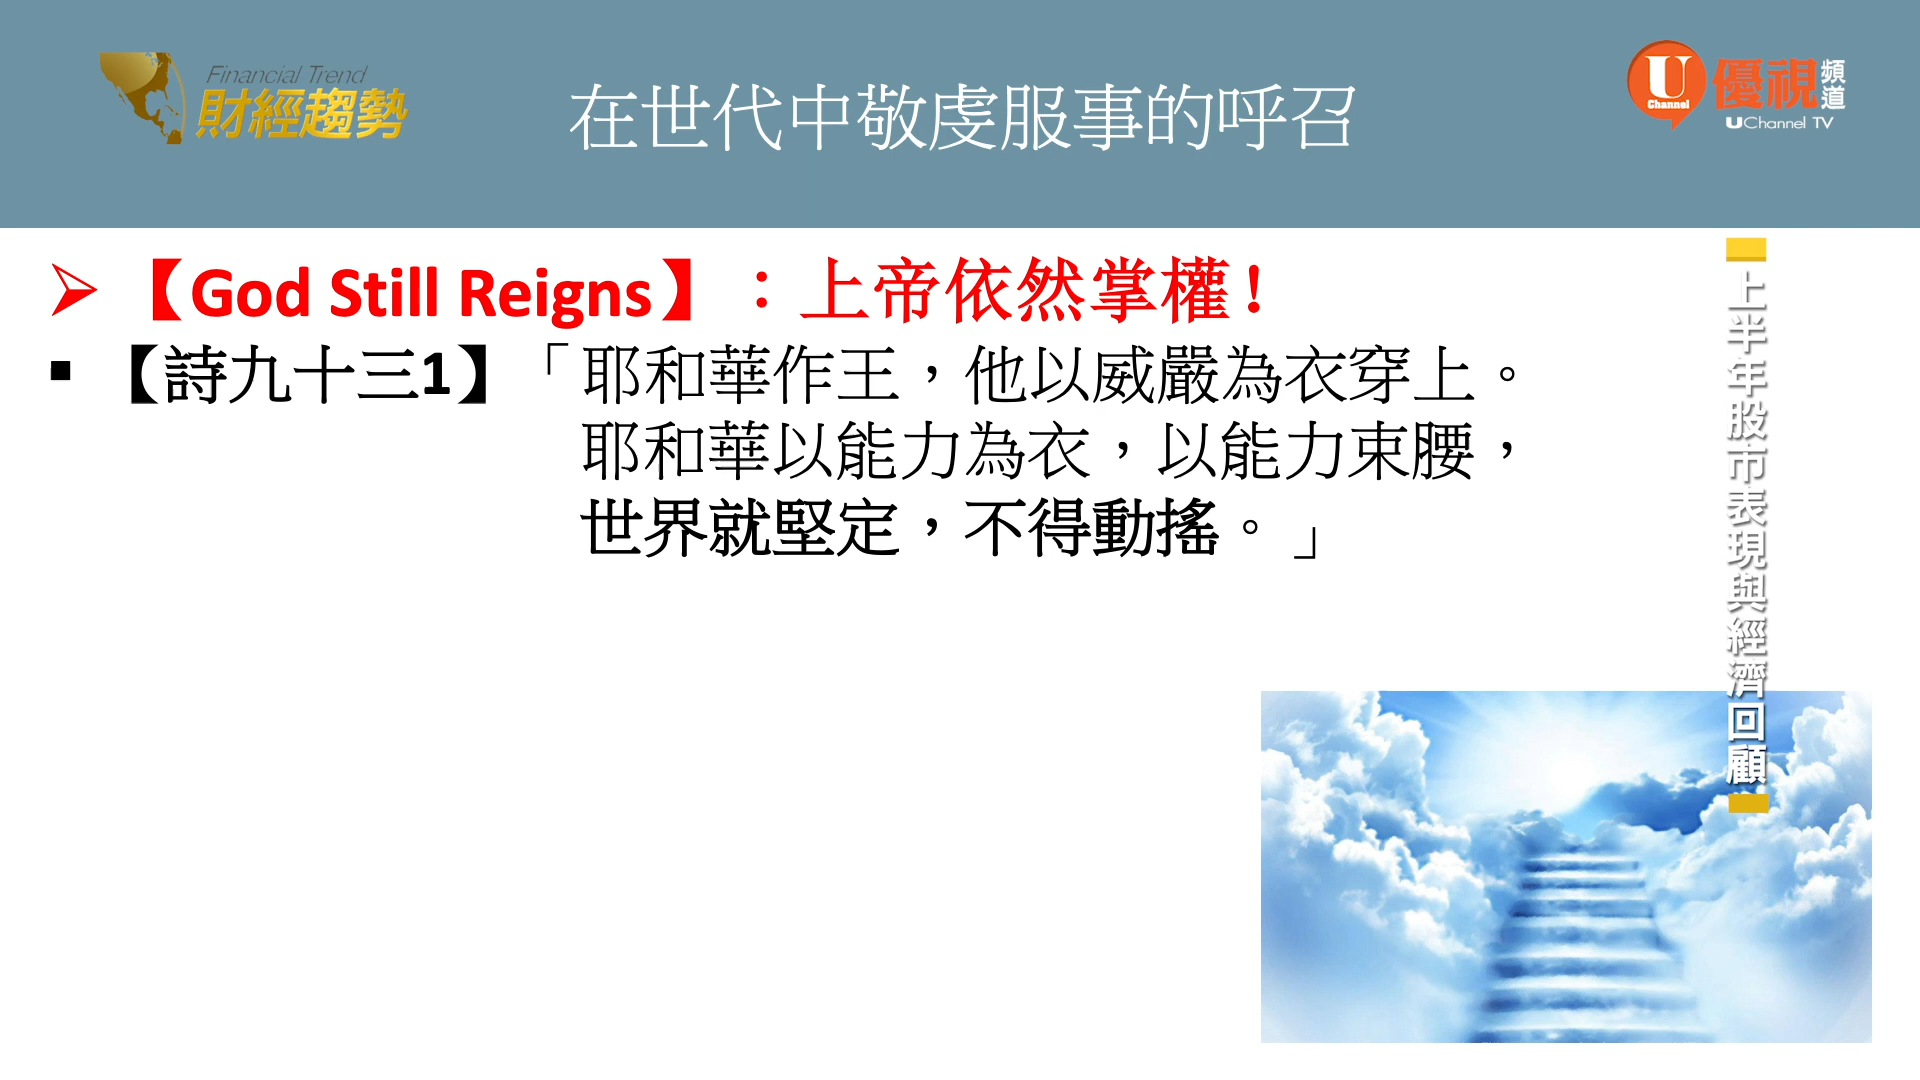 Financial Trend
財經趨勢
在世代中敬虔服事的呼召
U
Channel
優視
頻道
UChannel TV
➢【God Still Reigns】：上帝依然掌權!
▪【詩九十三1】「耶和華作王，他以威嚴為衣穿上。
耶和華以能力為衣，以能力束腰，
世界就堅定，不得動搖。」
上半年股市表現與經濟回顧